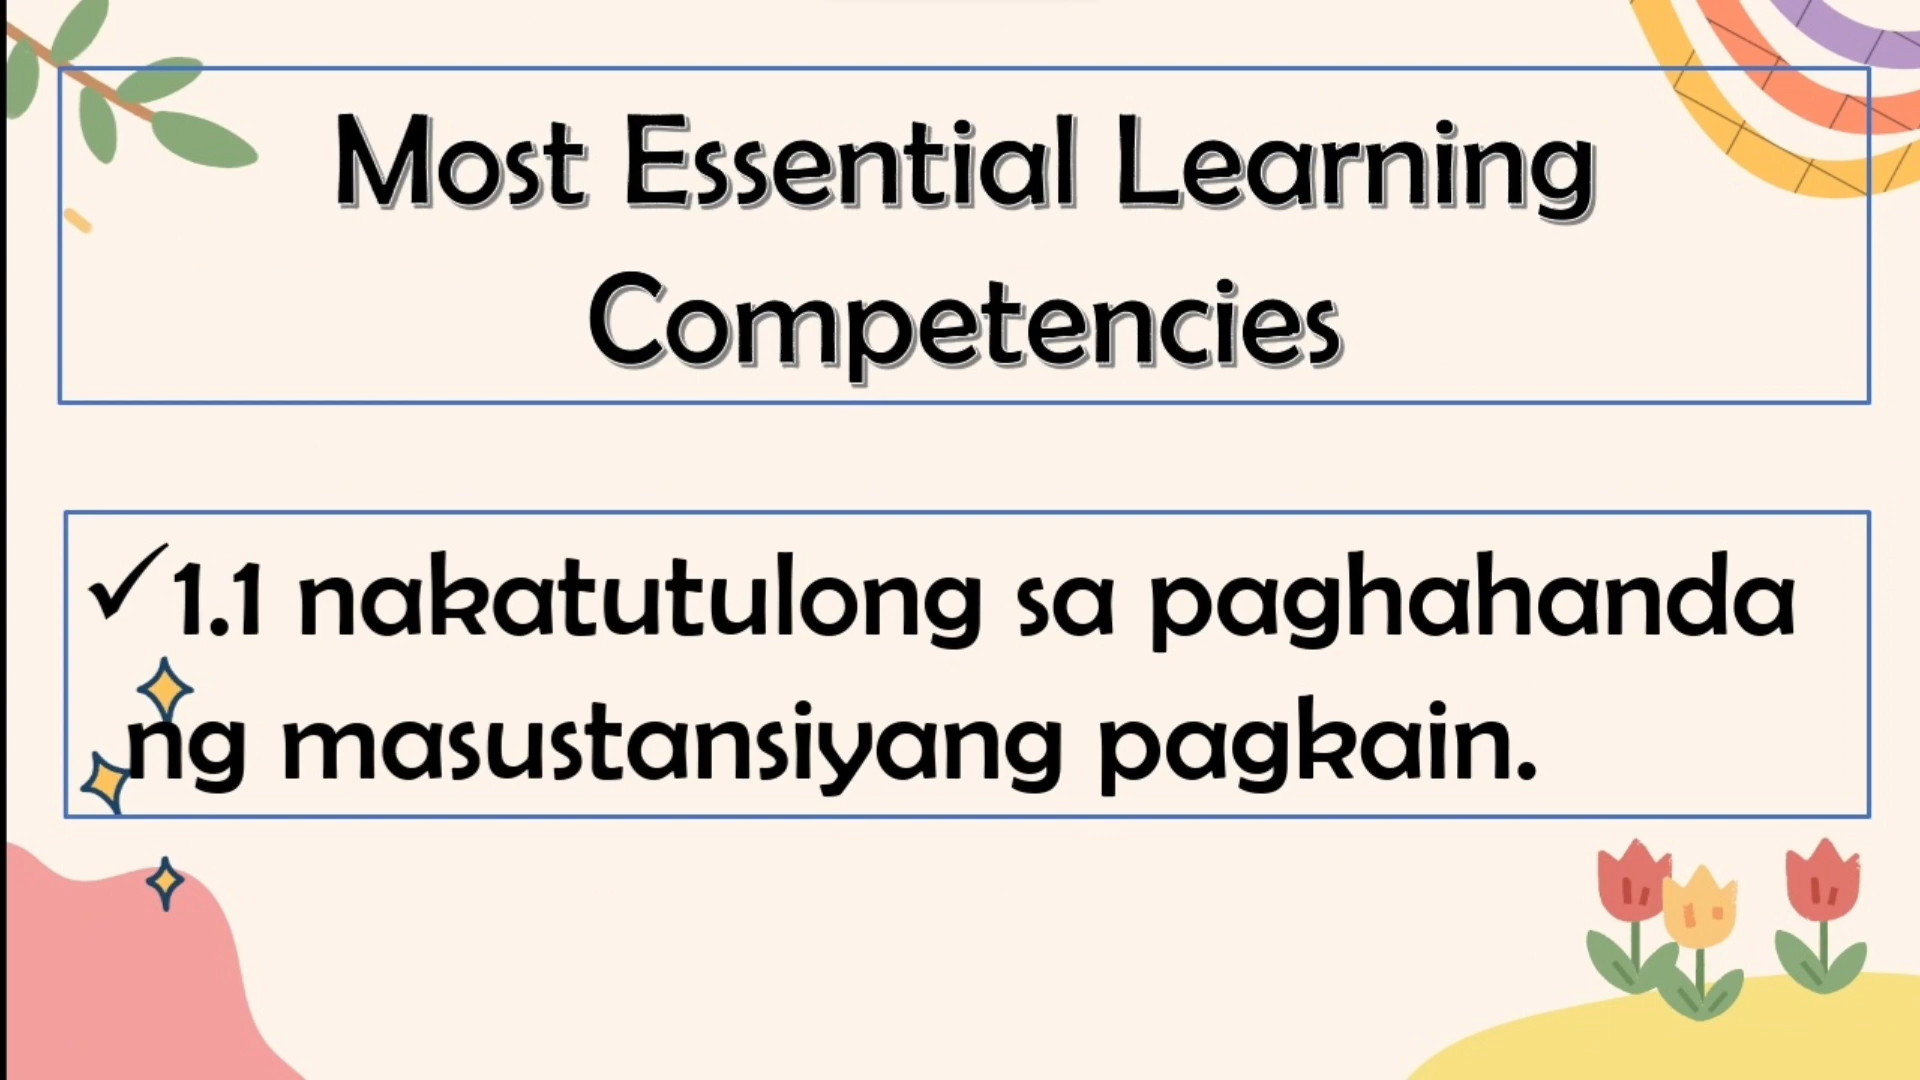 Most Essential Learning
Competencies
✓1.1 nakatutulong sa paghahanda
ng masustansiyang pagkain.